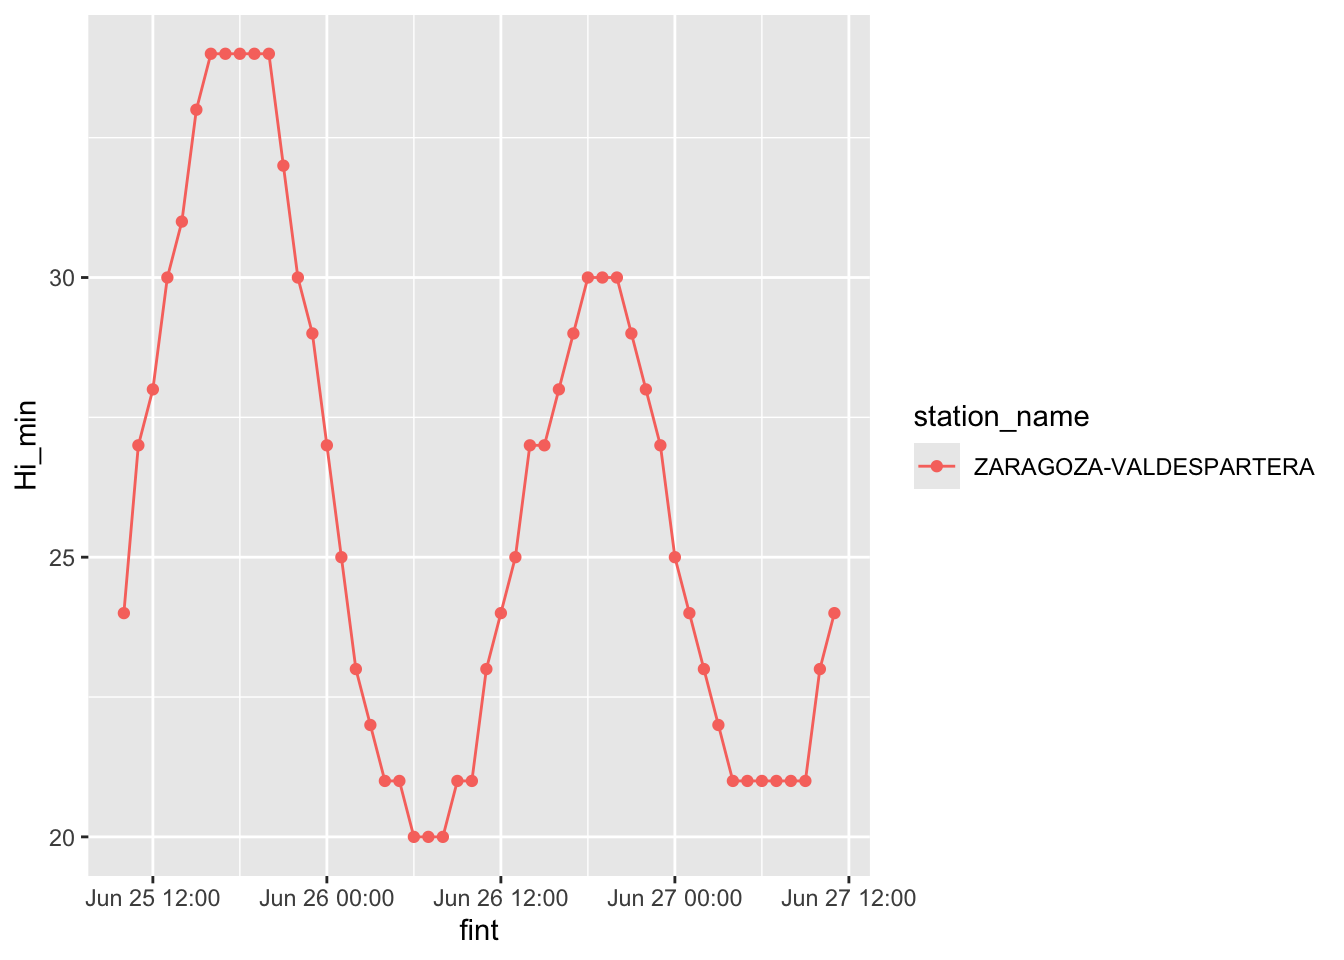 Hi_min
30
25
20
Jun 25 12:00
Jun 26 00:00
Jun 26 12:00
Jun 27 00:00
Jun 27 12:00
fint
station_name
ZARAGOZA-VALDESPARTERA